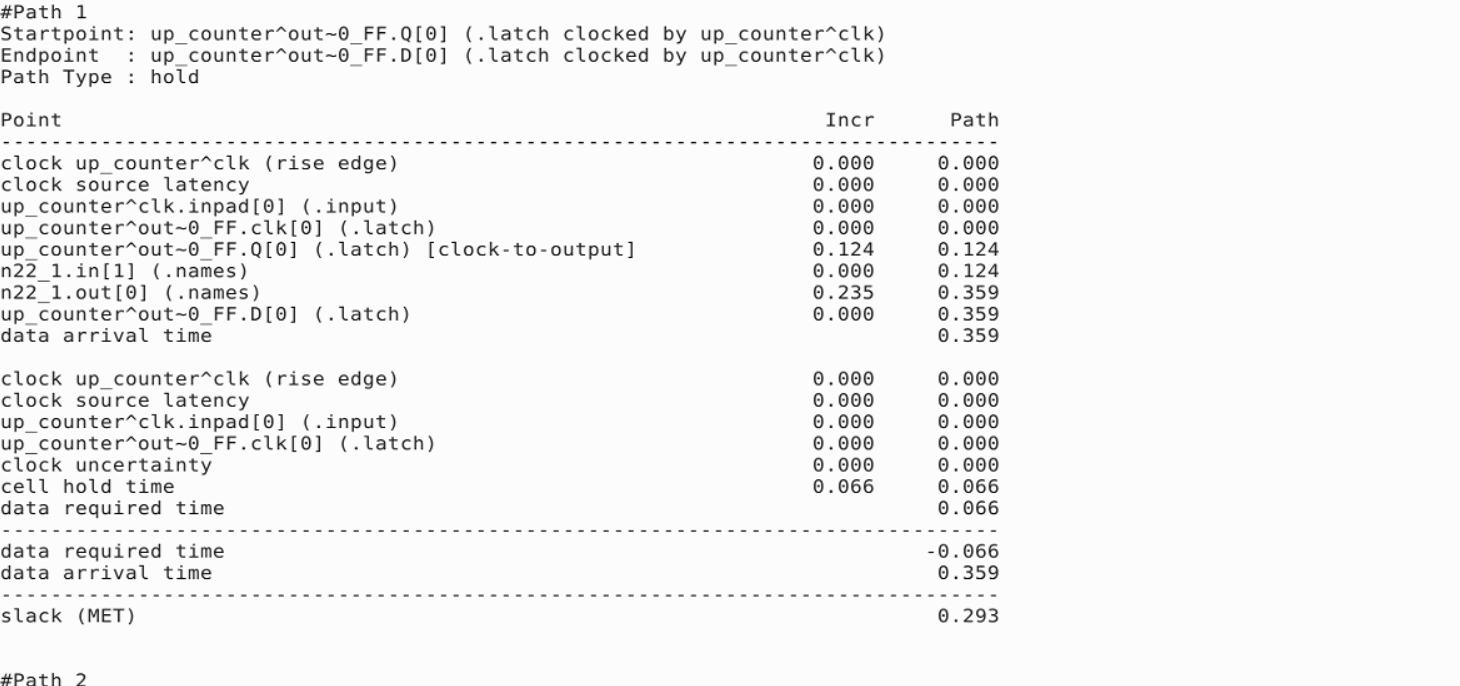 #Path 1
Startpoint: up_counter^out~0_FF.Q[0] (.latch clocked by up_counter^clk)
Endpoint  : up_counter^out~0_FF.D[0] (.latch clocked by up_counter^clk)
Path Type : hold
Point                                                             Incr      Path
--------------------------------------------------------------------------------
clock up_counter^clk (rise edge)                                 0.000     0.000
clock source latency                                             0.000     0.000
up_counter^clk.inpad[0] (.input)                                 0.000     0.000
up_counter^out~0_FF.clk[0] (.latch)                              0.000     0.000
up_counter^out~0_FF.Q[0] (.latch) [clock-to-output]              0.124     0.124
n22_1.in[1] (.names)                                             0.000     0.124
n22_1.out[0] (.names)                                            0.235     0.359
up_counter^out~0_FF.D[0] (.latch)                                0.000     0.359
data arrival time                                                          0.359
clock up_counter^clk (rise edge)                                 0.000     0.000
clock source latency                                             0.000     0.000
up_counter^clk.inpad[0] (.input)                                 0.000     0.000
up_counter^out~0_FF.clk[0] (.latch)                              0.000     0.000
clock uncertainty                                                0.000     0.000
cell hold time                                                   0.066     0.066
data required time                                                         0.066
--------------------------------------------------------------------------------
data required time                                                        -0.066
data arrival time                                                          0.359
--------------------------------------------------------------------------------
slack (MET)                                                                0.293
#Path 2